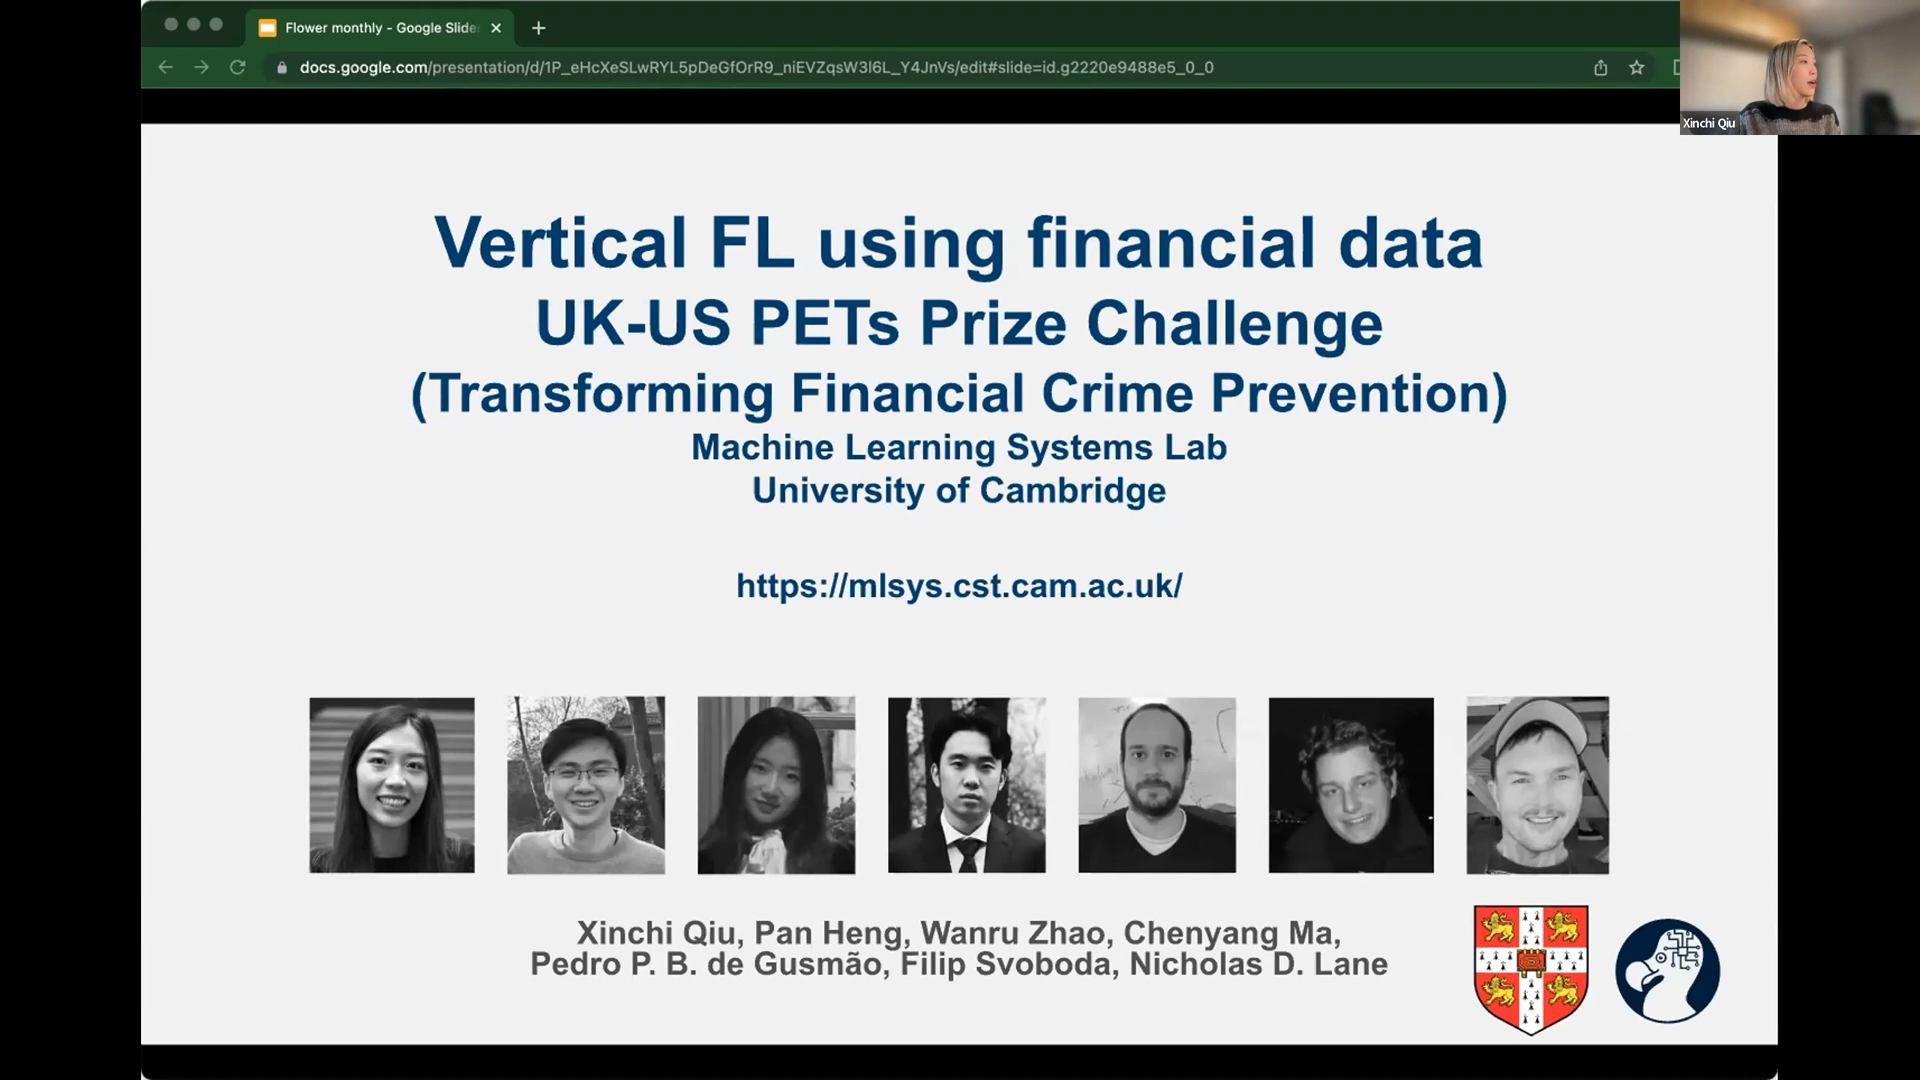 Flower monthly - Google Slide
docs.google.com/presentation/d/1P_eHcXeSLwRYL5pDeGfOrR9_niEVZqsW3l6L_Y4JnVs/edit#slide=id.g2220e9488e5_0_0
Xinchi Qiu
Vertical FL using financial data
UK-US PETs Prize Challenge
(Transforming Financial Crime Prevention)
Machine Learning Systems Lab
University of Cambridge
https://mlsys.cst.cam.ac.uk/
Xinchi Qiu, Pan Heng, Wanru Zhao, Chenyang Ma,
Pedro P. B. de Gusmão, Filip Svoboda, Nicholas D. Lane